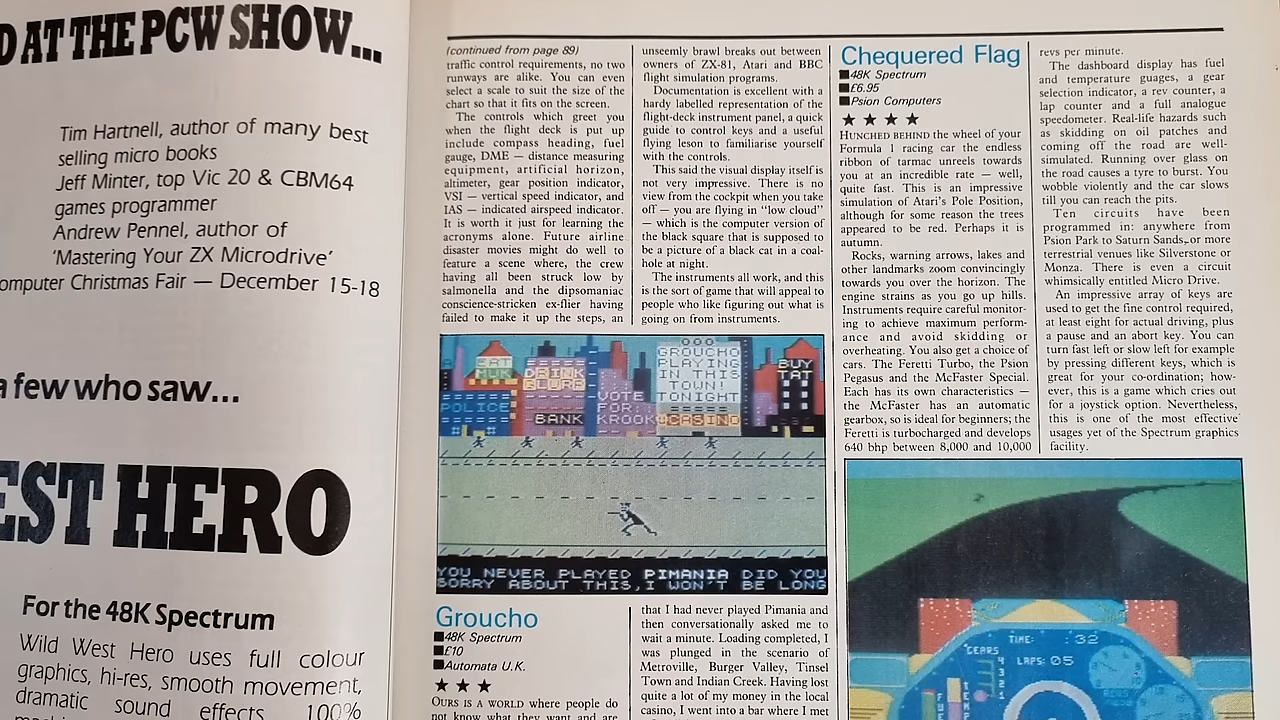 D AT THE PCW SHOW...
Tim Hartnell, author of many best
selling micro books
Jeff Minter, top Vic 20 & CBM64
games programmer
Andrew Pennel, author of
'Mastering Your ZX Microdrive'
omputer Christmas Fair — December 15-18
a few who saw...
EST HERO
For the 48K Spectrum
Wild West Hero uses full colour
graphics, hi-res, smooth movement,
dramatic sound effects, 100%
(continued from page 89)
traffic control requirements, no two
runways are alike. You can even
select a scale to suit the size of the
chart so that it fits on the screen.
The controls which greet you
when the flight deck is put up
include compass heading, fuel
gauge, DME — distance measuring
equipment, artificial horizon,
altimeter, gear position indicator,
VSI — vertical speed indicator, and
IAS — indicated airspeed indicator.
It is worth it just for learning the
acronyms alone. Future airline
disaster movies might do well to
feature a scene where, the crew
having all been struck low by
salmonella and the dipsomaniac
conscience-stricken ex-flier having
failed to make it up the steps, an
unseemly brawl breaks out between
owners of ZX-81, Atari and BBC
flight simulation programs.
Documentation is excellent with a
hardy labelled representation of the
flight-deck instrument panel, a quick
guide to control keys and a useful
flying leson to familiarise yourself
with the controls.
This said the visual display itself is
not very impressive. There is no
view from the cockpit when you take
off — you are flying in "low cloud"
— which is the computer version of
the black square that is supposed to
be a picture of a black cat in a coal-
hole at night.
The instruments all work, and this
is the sort of game that will appeal to
people who like figuring out what is
going on from instruments.
EAT
MUK
DRINK
BLURB
POLICE
BANK
VOTE
FOR:
KROOK
GROUCHO
PLAYING
IN THIS
TOWN!
TONIGHT
CASINO
BUY
TAT
YOU NEVER PLAYED PIMANIA DID YOU
SORRY ABOUT THIS,I WON'T BE LONG
Groucho
48K Spectrum
£10
Automata U.K.
★ ★ ★
OURS IS A WORLD where people do
not know what they want and are
that I had never played Pimania and
then conversationally asked me to
wait a minute. Loading completed, I
was plunged in the scenario of
Metroville, Burger Valley, Tinsel
Town and Indian Creek. Having lost
quite a lot of my money in the local
casino, I went into a bar where I met
Chequered Flag
48K Spectrum
£6.95
Psion Computers
★ ★ ★ ★
HUNCHED BEHIND the wheel of your
Formula 1 racing car the endless
ribbon of tarmac unreels towards
you at an incredible rate — well,
quite fast. This is an impressive
simulation of Atari's Pole Position,
although for some reason the trees
appeared to be red. Perhaps it is
autumn.
Rocks, warning arrows, lakes and
other landmarks zoom convincingly
towards you over the horizon. The
engine strains as you go up hills.
Instruments require careful monitor-
ing to achieve maximum perform-
ance and avoid skidding or
overheating. You also get a choice of
cars. The Feretti Turbo, the Psion
Pegasus and the McFaster Special.
Each has its own characteristics —
the McFaster has an automatic
gearbox, so is ideal for beginners; the
Feretti is turbocharged and develops
640 bhp between 8,000 and 10,000
revs per minute.
The dashboard display has fuel
and temperature guages, a gear
selection indicator, a rev counter, a
lap counter and a full analogue
speedometer. Real-life hazards such
as skidding on oil patches and
coming off the road are well-
simulated. Running over glass on
the road causes a tyre to burst. You
wobble violently and the car slows
till you can reach the pits.
Ten circuits have been
programmed in: anywhere from
Psion Park to Saturn Sands, or more
terrestrial venues like Silverstone or
Monza. There is even a circuit
whimsically entitled Micro Drive.
An impressive array of keys are
used to get the fine control required,
at least eight for actual driving, plus
a pause and an abort key. You can
turn fast left or slow left for example
by pressing different keys, which is
great for your co-ordination; how-
ever, this is a game which cries out
for a joystick option. Nevertheless,
this is one of the most effective
usages yet of the Spectrum graphics
facility.
TIME: :32
GEARS
LAPS: 05
4
3
2
1